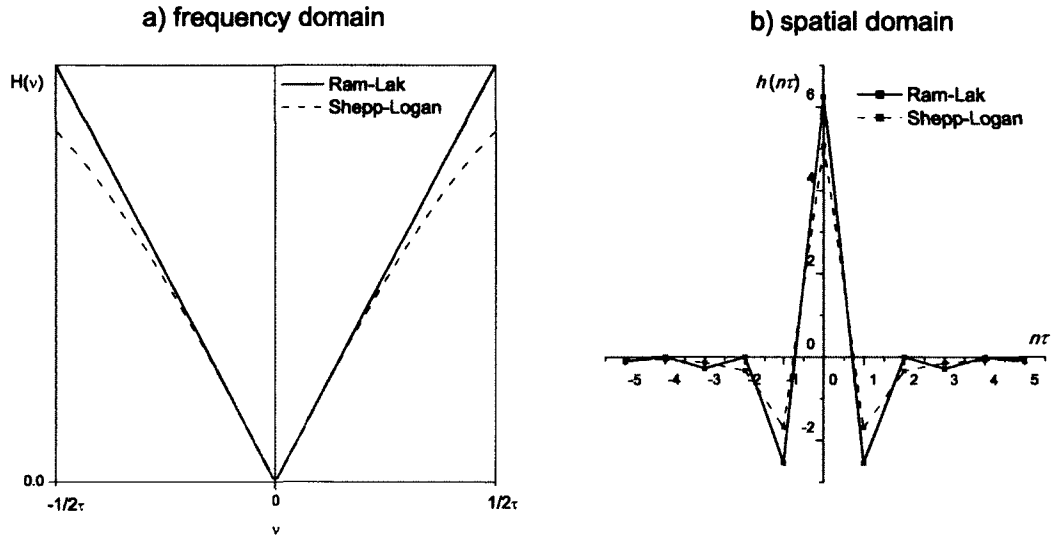 a) frequency domain
H(ν)
Ram-Lak
Shepp-Logan
0.0
-1/2τ
0
1/2τ
ν
b) spatial domain
h(nτ)
6
Ram-Lak
Shepp-Logan
4
2
nτ
0
-5 -4 -3 -2 -1 0 1 2 3 4 5
-2